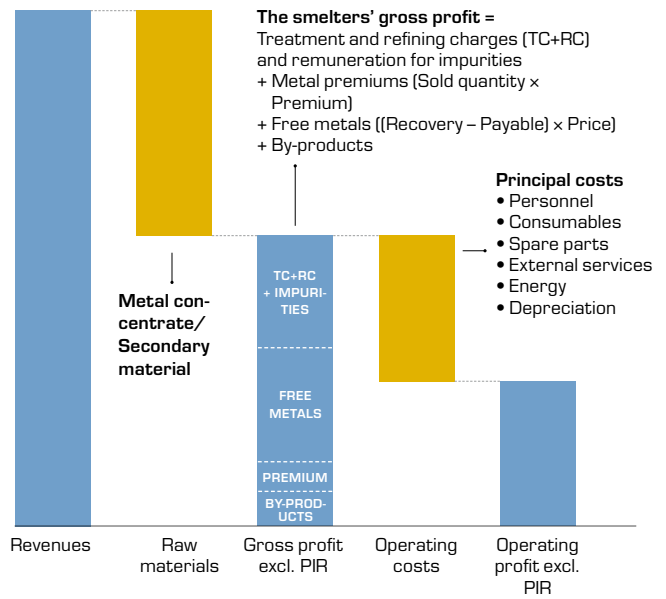 The smelters’ gross profit =
Treatment and refining charges (TC+RC)
and remuneration for impurities
+ Metal premiums (Sold quantity ×
Premium)
+ Free metals ((Recovery – Payable) × Price)
+ By-products
Principal costs
• Personnel
• Consumables
• Spare parts
• External services
• Energy
• Depreciation
Metal con-
centrate/
Secondary
material
TC+RC
+ IMPURI-
TIES
FREE
METALS
PREMIUM
BY-PROD-
UCTS
Revenues
Raw
materials
Gross profit
excl. PIR
Operating
costs
Operating
profit excl.
PIR